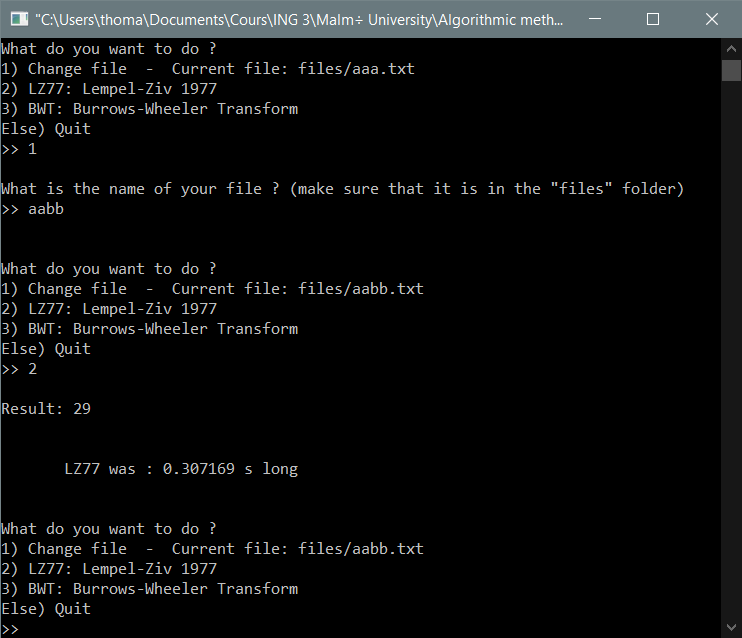 "C:\Users\thoma\Documents\Cours\ING 3\Malm÷ University\Algorithmic meth...
What do you want to do ?
1) Change file  -  Current file: files/aaa.txt
2) LZ77: Lempel-Ziv 1977
3) BWT: Burrows-Wheeler Transform
Else) Quit
>> 1
What is the name of your file ? (make sure that it is in the "files" folder)
>> aabb
What do you want to do ?
1) Change file  -  Current file: files/aabb.txt
2) LZ77: Lempel-Ziv 1977
3) BWT: Burrows-Wheeler Transform
Else) Quit
>> 2
Result: 29
LZ77 was : 0.307169 s long
What do you want to do ?
1) Change file  -  Current file: files/aabb.txt
2) LZ77: Lempel-Ziv 1977
3) BWT: Burrows-Wheeler Transform
Else) Quit
>>